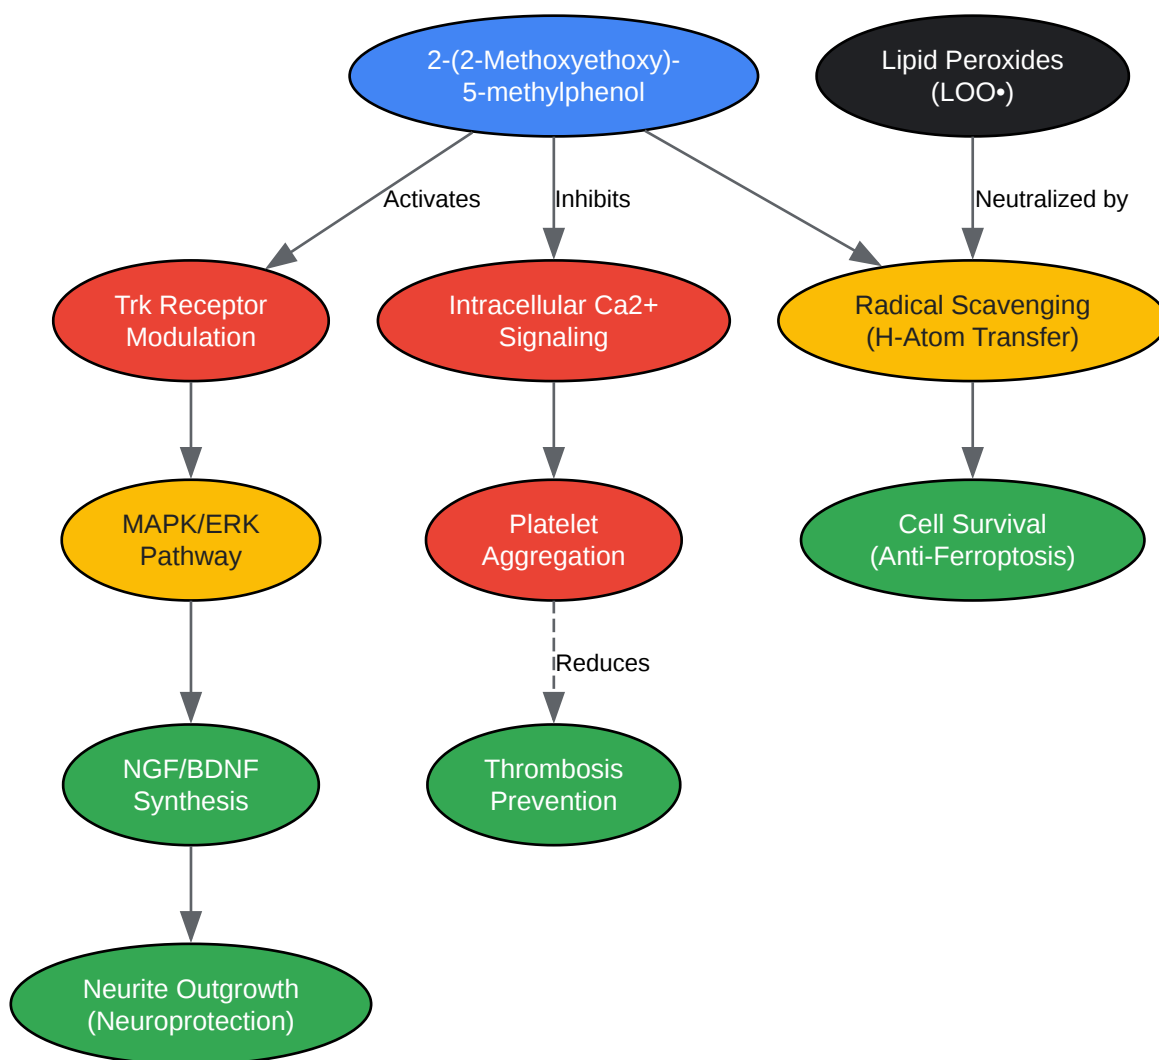 2-(2-Methoxyethoxy)-
5-methylphenol
Lipid Peroxides
(LOO•)
Activates
Inhibits
Neutralized by
Trk Receptor
Modulation
Intracellular Ca2+
Signaling
Radical Scavenging
(H-Atom Transfer)
MAPK/ERK
Pathway
Platelet
Aggregation
Cell Survival
(Anti-Ferroptosis)
Reduces
NGF/BDNF
Synthesis
Thrombosis
Prevention
Neurite Outgrowth
(Neuroprotection)